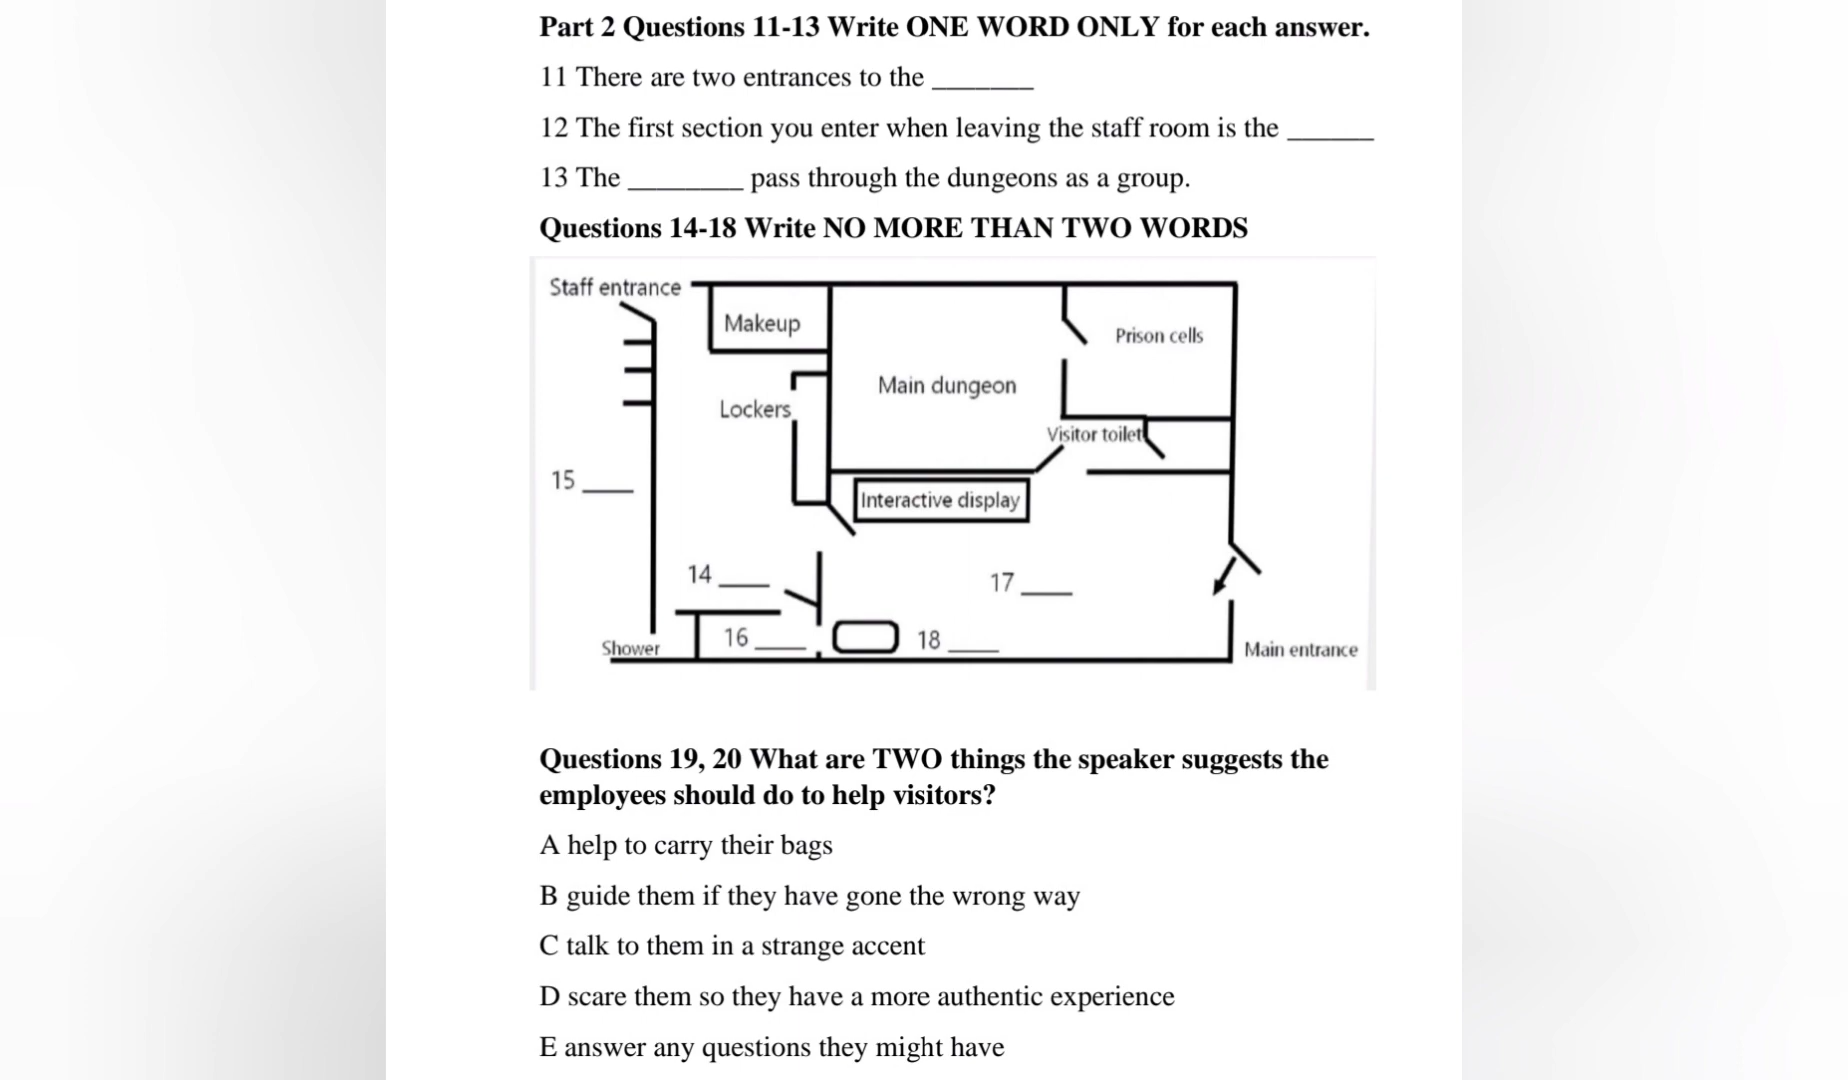 Part 2 Questions 11-13 Write ONE WORD ONLY for each answer.
11 There are two entrances to the _______
12 The first section you enter when leaving the staff room is the ______
13 The ________ pass through the dungeons as a group.
Questions 14-18 Write NO MORE THAN TWO WORDS
Staff entrance
Makeup
Prison cells
Main dungeon
Lockers
Visitor toilet
15 ____
Interactive display
14 ____
17 ____
16 ____
18 ____
Shower
Main entrance
Questions 19, 20 What are TWO things the speaker suggests the
employees should do to help visitors?
A help to carry their bags
B guide them if they have gone the wrong way
C talk to them in a strange accent
D scare them so they have a more authentic experience
E answer any questions they might have